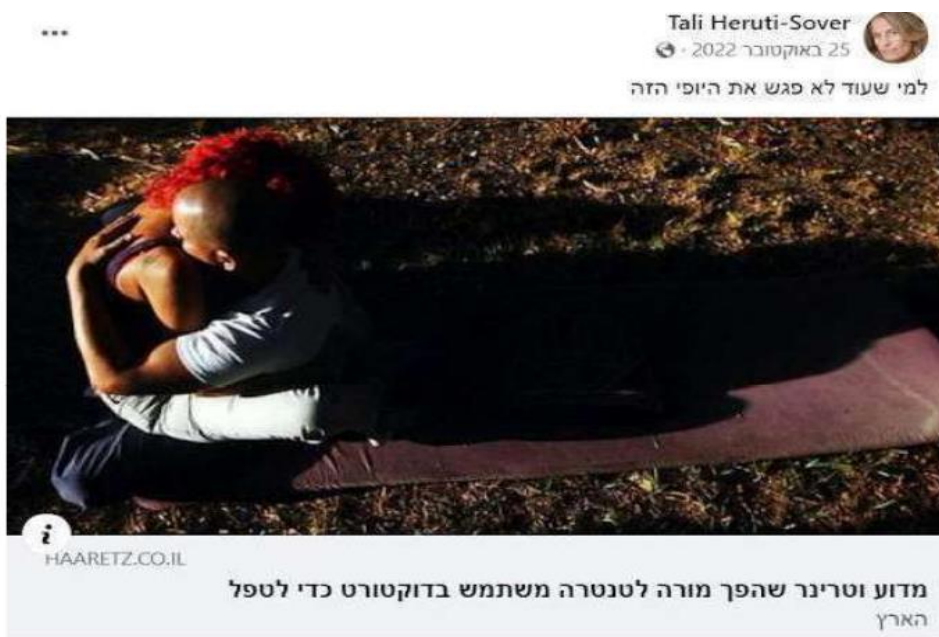 Tali Heruti-Sover
25 באוקטובר 2022
למי שעוד לא פגש את היופי הזה
HAARETZ.CO.IL
מדוע וטרינר שהפך מורה לטנטרה משתמש בדוקטורט כדי לטפל
הארץ